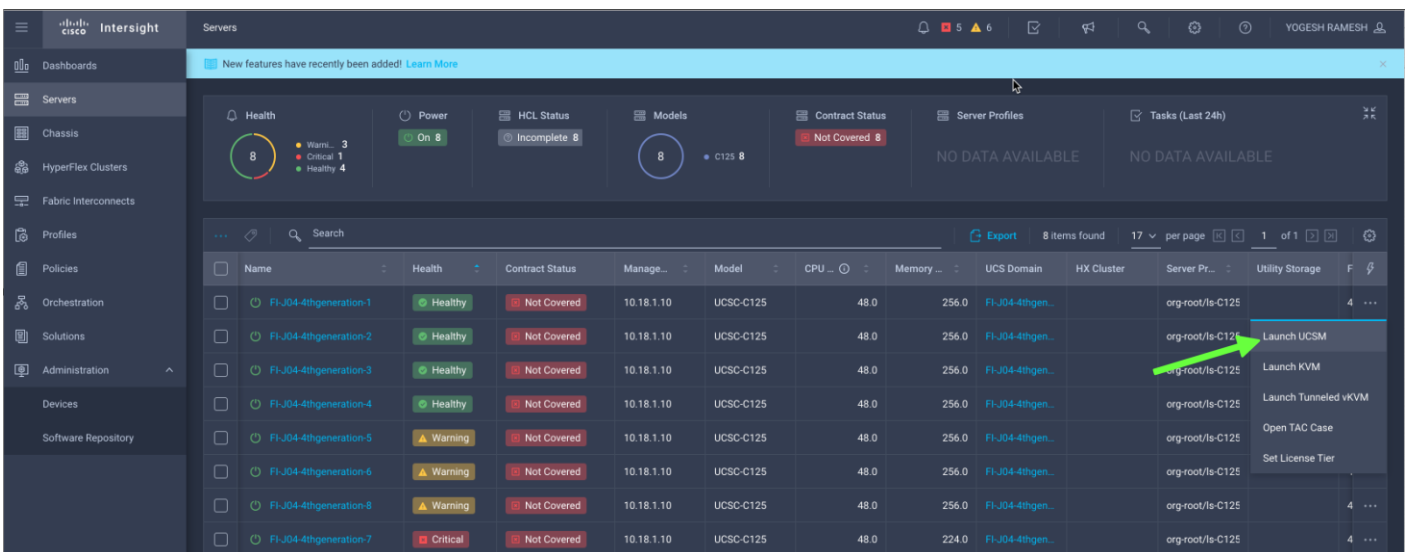 cisco Intersight Servers 5 6 YOGESH RAMESH
Dashboards
New features have recently been added! Learn More
Servers
Chassis
HyperFlex Clusters
Fabric Interconnects
Profiles
Policies
Orchestration
Solutions
Administration
Devices
Software Repository
Health Power HCL Status Models Contract Status Server Profiles Tasks (Last 24h)
8 Warni... 3 On 8 Incomplete 8 8 C125 8 Not Covered 8 NO DATA AVAILABLE NO DATA AVAILABLE
Critical 1
Healthy 4
... Search Export 8 items found 17 per page 1 of 1
Name Health Contract Status Manage... Model CPU ... Memory ... UCS Domain HX Cluster Server Pr... Utility Storage F
FI-J04-4thgeneration-1 Healthy Not Covered 10.18.1.10 UCSC-C125 48.0 256.0 FI-J04-4thgen... org-root/ls-C125 4 ...
FI-J04-4thgeneration-2 Healthy Not Covered 10.18.1.10 UCSC-C125 48.0 256.0 FI-J04-4thgen... org-root/ls-C125
FI-J04-4thgeneration-3 Healthy Not Covered 10.18.1.10 UCSC-C125 48.0 256.0 FI-J04-4thgen... org-root/ls-C125
FI-J04-4thgeneration-4 Healthy Not Covered 10.18.1.10 UCSC-C125 48.0 256.0 FI-J04-4thgen... org-root/ls-C125
FI-J04-4thgeneration-5 Warning Not Covered 10.18.1.10 UCSC-C125 48.0 256.0 FI-J04-4thgen... org-root/ls-C125
FI-J04-4thgeneration-6 Warning Not Covered 10.18.1.10 UCSC-C125 48.0 256.0 FI-J04-4thgen... org-root/ls-C125
FI-J04-4thgeneration-8 Warning Not Covered 10.18.1.10 UCSC-C125 48.0 256.0 FI-J04-4thgen... org-root/ls-C125 4 ...
FI-J04-4thgeneration-7 Critical Not Covered 10.18.1.10 UCSC-C125 48.0 224.0 FI-J04-4thgen... org-root/ls-C125 4 ...
Launch UCSM
Launch KVM
Launch Tunneled vKVM
Open TAC Case
Set License Tier